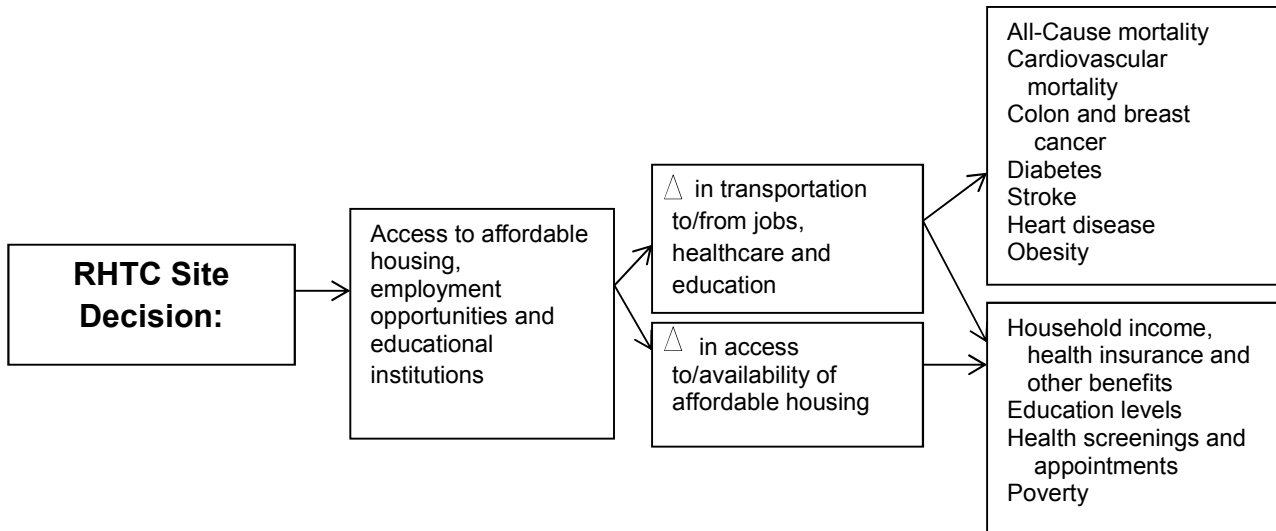 RHTC Site
Decision:
Access to affordable
housing,
employment
opportunities and
educational
institutions
△ in transportation
to/from jobs,
healthcare and
education
△ in access
to/availability of
affordable housing
All-Cause mortality
Cardiovascular
mortality
Colon and breast
cancer
Diabetes
Stroke
Heart disease
Obesity
Household income,
health insurance and
other benefits
Education levels
Health screenings and
appointments
Poverty